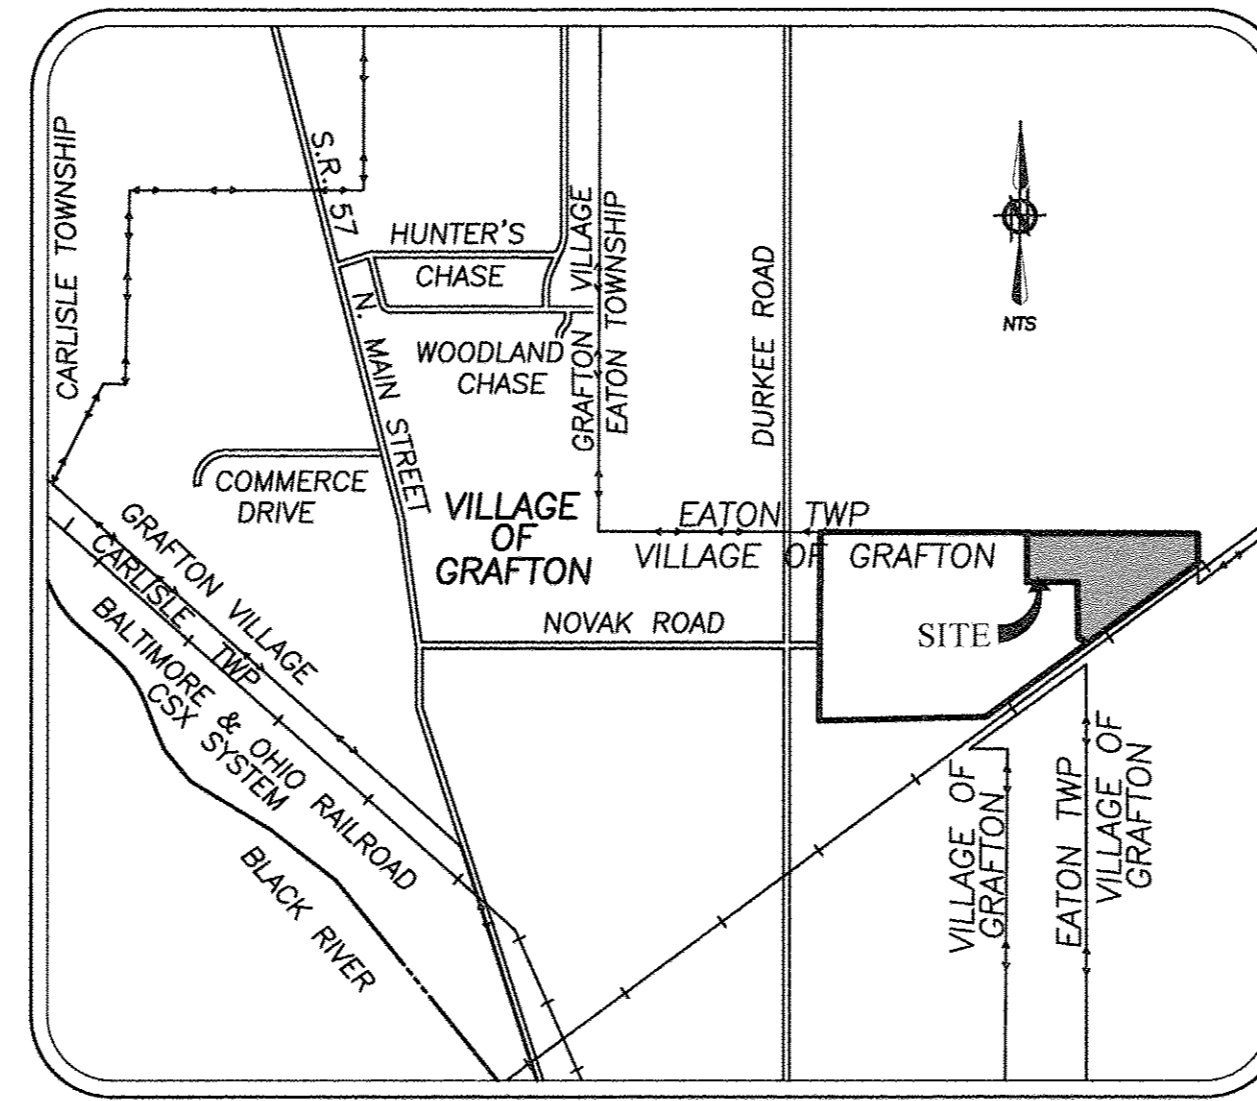 CARLISLE TOWNSHIP
S.R. 57
HUNTER'S
CHASE
N. MAIN STREET
WOODLAND
CHASE
GRAFTON VILLAGE
EATON TOWNSHIP
DURKEE ROAD
N
NTS
COMMERCE
DRIVE
VILLAGE
OF
GRAFTON
EATON TWP
VILLAGE OF GRAFTON
NOVAK ROAD
SITE
GRAFTON VILLAGE
CARLISLE TWP
BALTIMORE & OHIO RAILROAD
CSX SYSTEM
BLACK RIVER
VILLAGE OF
GRAFTON
EATON TWP
VILLAGE OF
GRAFTON